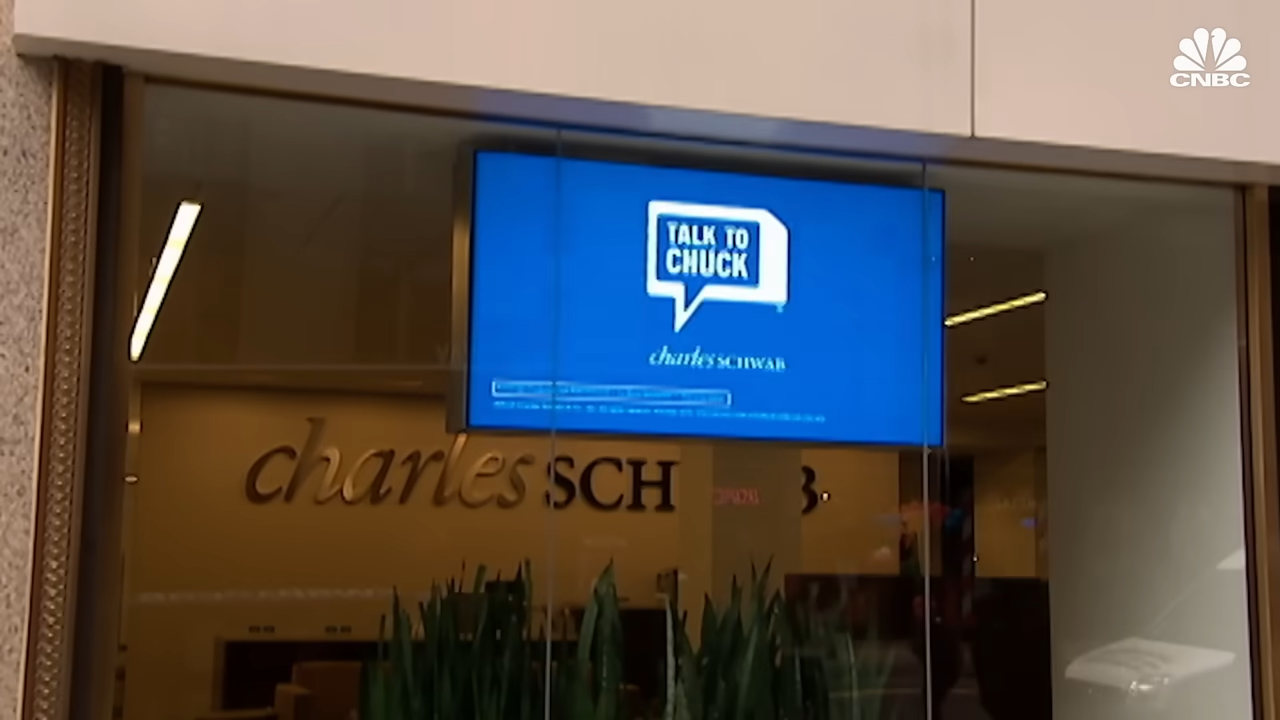 CNBC
TALK TO
CHUCK
charles SCHWAB
charles SCH B